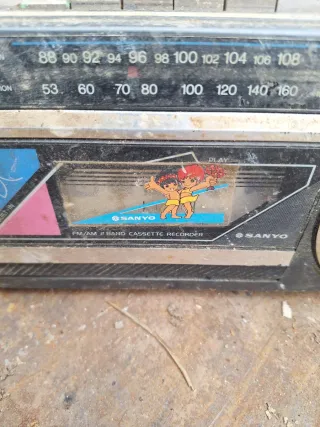 88 90 92 94 96 98 100 102 104 106 108
53 60 70 80 100 120 140 160
PLAY
SANYO
FM/AM 2 BAND CASSETTE RECORDER
SANYO